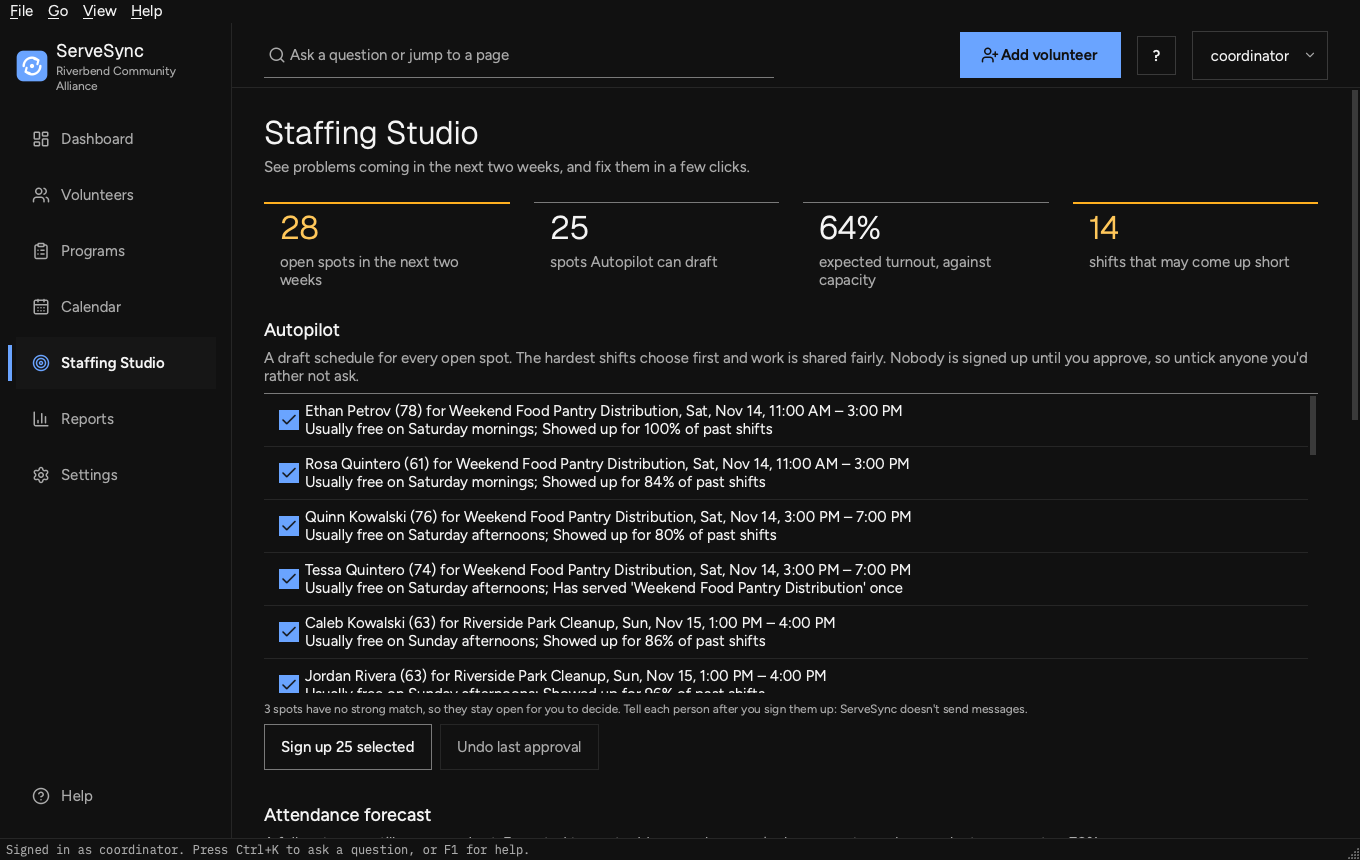 File Go View Help
ServeSync
Riverbend Community
Alliance
Ask a question or jump to a page
Add volunteer
?
coordinator
Dashboard
Volunteers
Programs
Calendar
Staffing Studio
Reports
Settings
Help
Staffing Studio
See problems coming in the next two weeks, and fix them in a few clicks.
28
open spots in the next two
weeks
25
spots Autopilot can draft
64%
expected turnout, against
capacity
14
shifts that may come up short
Autopilot
A draft schedule for every open spot. The hardest shifts choose first and work is shared fairly. Nobody is signed up until you approve, so untick anyone you'd
rather not ask.
Ethan Petrov (78) for Weekend Food Pantry Distribution, Sat, Nov 14, 11:00 AM – 3:00 PM
Usually free on Saturday mornings; Showed up for 100% of past shifts
Rosa Quintero (61) for Weekend Food Pantry Distribution, Sat, Nov 14, 11:00 AM – 3:00 PM
Usually free on Saturday mornings; Showed up for 84% of past shifts
Quinn Kowalski (76) for Weekend Food Pantry Distribution, Sat, Nov 14, 3:00 PM – 7:00 PM
Usually free on Saturday afternoons; Showed up for 80% of past shifts
Tessa Quintero (74) for Weekend Food Pantry Distribution, Sat, Nov 14, 3:00 PM – 7:00 PM
Usually free on Saturday afternoons; Has served 'Weekend Food Pantry Distribution' once
Caleb Kowalski (63) for Riverside Park Cleanup, Sun, Nov 15, 1:00 PM – 4:00 PM
Usually free on Sunday afternoons; Showed up for 86% of past shifts
Jordan Rivera (63) for Riverside Park Cleanup, Sun, Nov 15, 1:00 PM – 4:00 PM
Usually free on Sunday afternoons; Showed up for 96% of past shifts
3 spots have no strong match, so they stay open for you to decide. Tell each person after you sign them up: ServeSync doesn't send messages.
Sign up 25 selected
Undo last approval
Attendance forecast
Signed in as coordinator. Press Ctrl+K to ask a question, or F1 for help.